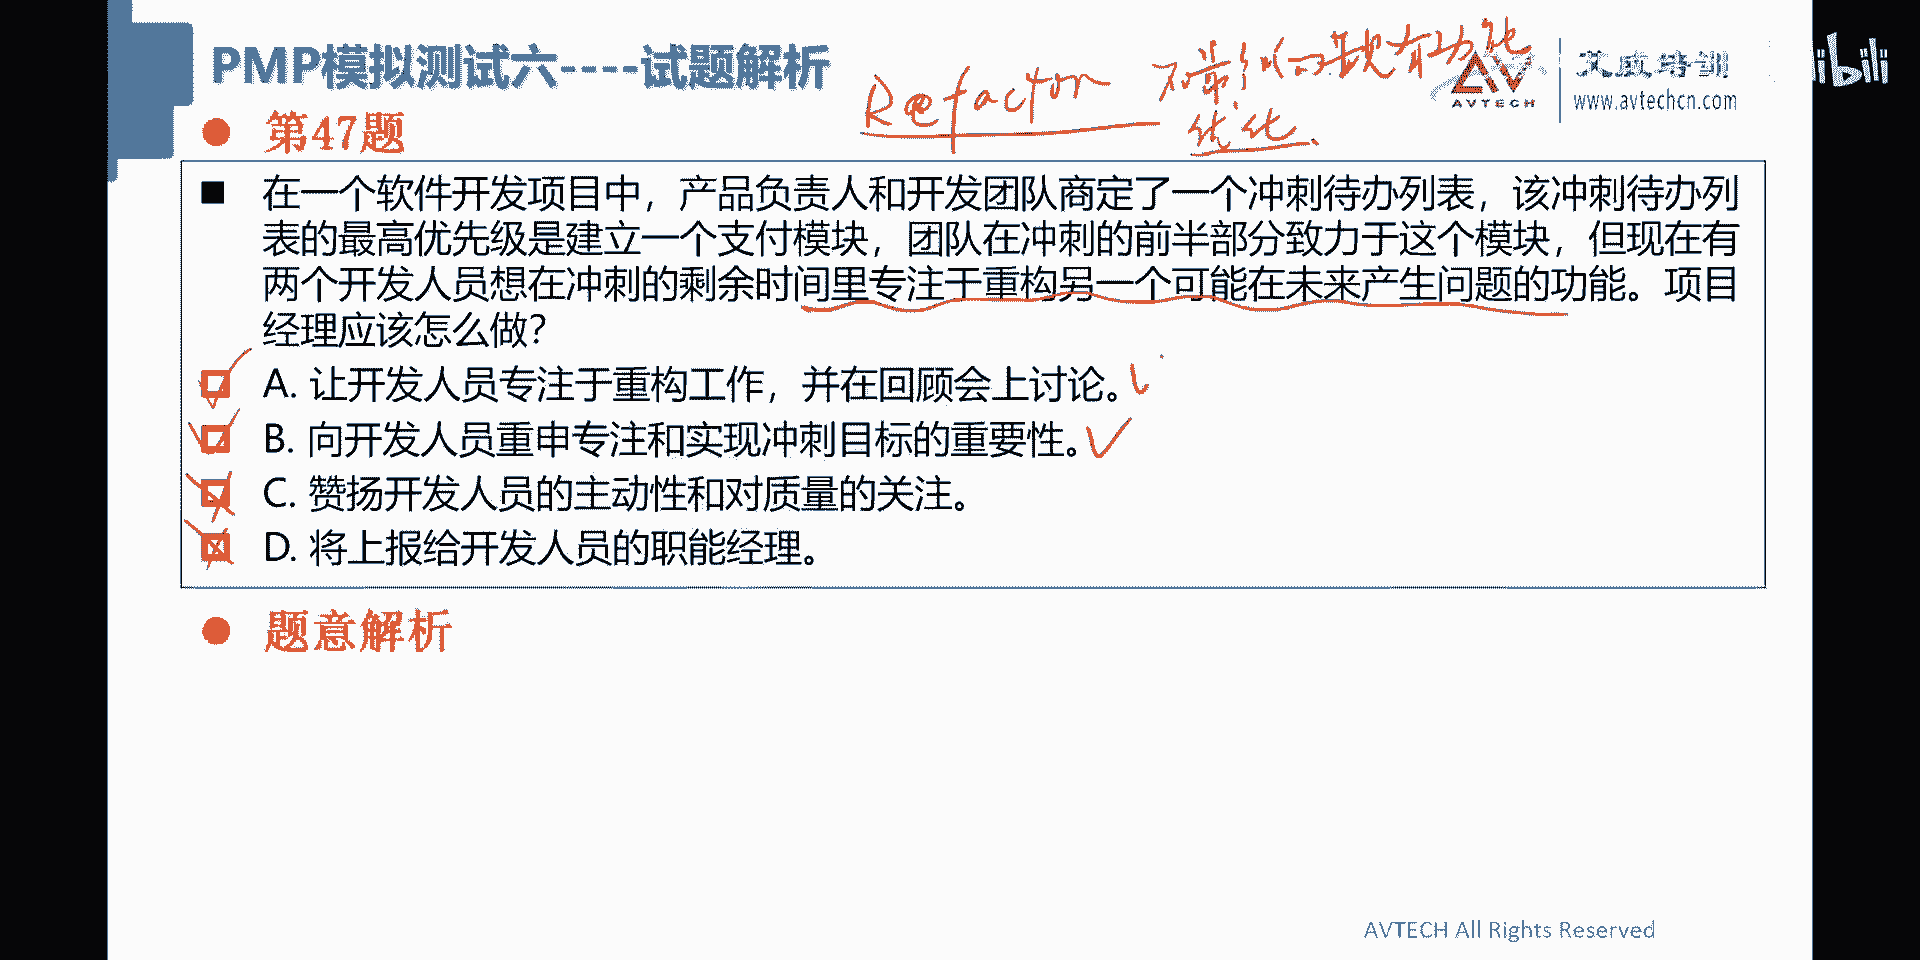 PMP模拟测试六----试题解析
Refactor
优化
艾威培训
AVTECH
www.avtechcn.com
第47题
在一个软件开发项目中，产品负责人和开发团队商定了一个冲刺待办列表，该冲刺待办列
表的最高优先级是建立一个支付模块，团队在冲刺的前半部分致力于这个模块，但现在有
两个开发人员想在冲刺的剩余时间里专注于重构另一个可能在未来产生问题的功能。项目
经理应该怎么做？
A. 让开发人员专注于重构工作，并在回顾会上讨论。
B. 向开发人员重申专注和实现冲刺目标的重要性。
C. 赞扬开发人员的主动性和对质量的关注。
D. 将上报给开发人员的职能经理。
题意解析
AVTECH All Rights Reserved